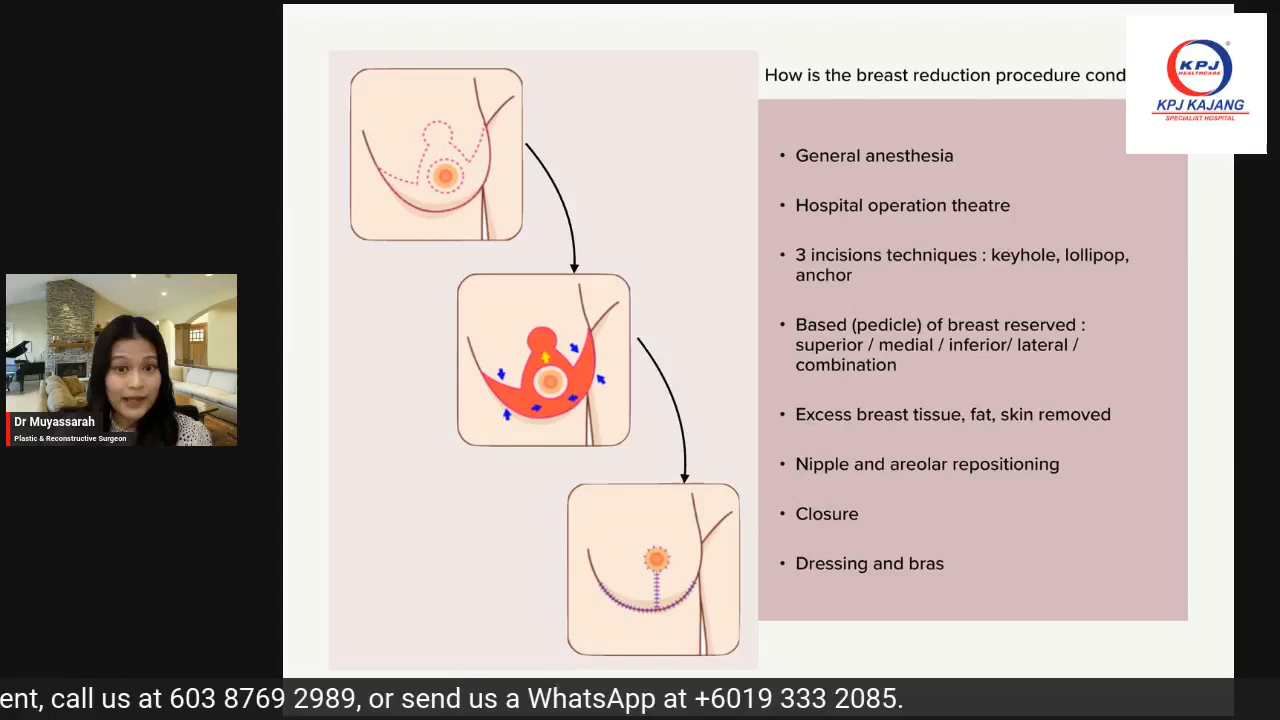 How is the breast reduction procedure cond
KPJ
HEALTHCARE
®
KPJ KAJANG
SPECIALIST HOSPITAL
• General anesthesia
• Hospital operation theatre
• 3 incisions techniques : keyhole, lollipop,
anchor
• Based (pedicle) of breast reserved :
superior / medial / inferior/ lateral /
combination
• Excess breast tissue, fat, skin removed
• Nipple and areolar repositioning
• Closure
• Dressing and bras
Dr Muyassarah
Plastic & Reconstructive Surgeon
ent, call us at 603 8769 2989, or send us a WhatsApp at +6019 333 2085.